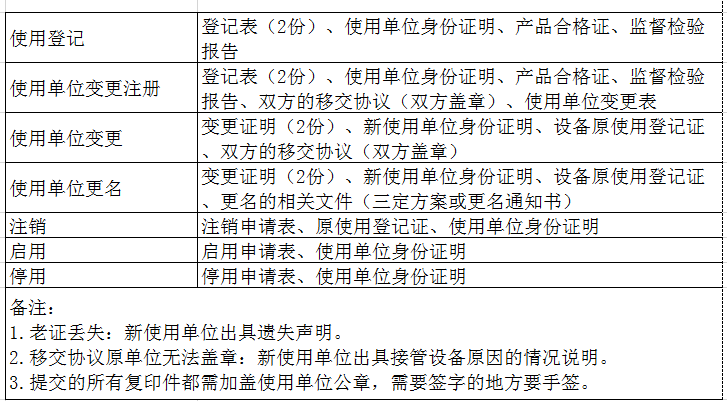 使用登记
登记表（2份）、使用单位身份证明、产品合格证、监督检验
报告
使用单位变更注册
登记表（2份）、使用单位身份证明、产品合格证、监督检验
报告、双方的移交协议（双方盖章）、使用单位变更表
使用单位变更
变更证明（2份）、新使用单位身份证明、设备原使用登记证
、双方的移交协议（双方盖章）
使用单位更名
变更证明（2份）、新使用单位身份证明、设备原使用登记证
、更名的相关文件（三定方案或更名通知书）
注销
注销申请表、原使用登记证、使用单位身份证明
启用
启用申请表、使用单位身份证明
停用
停用申请表、使用单位身份证明
备注：
1.老证丢失：新使用单位出具遗失声明。
2.移交协议原单位无法盖章：新使用单位出具接管设备原因的情况说明。
3.提交的所有复印件都需加盖使用单位公章，需要签字的地方要手签。